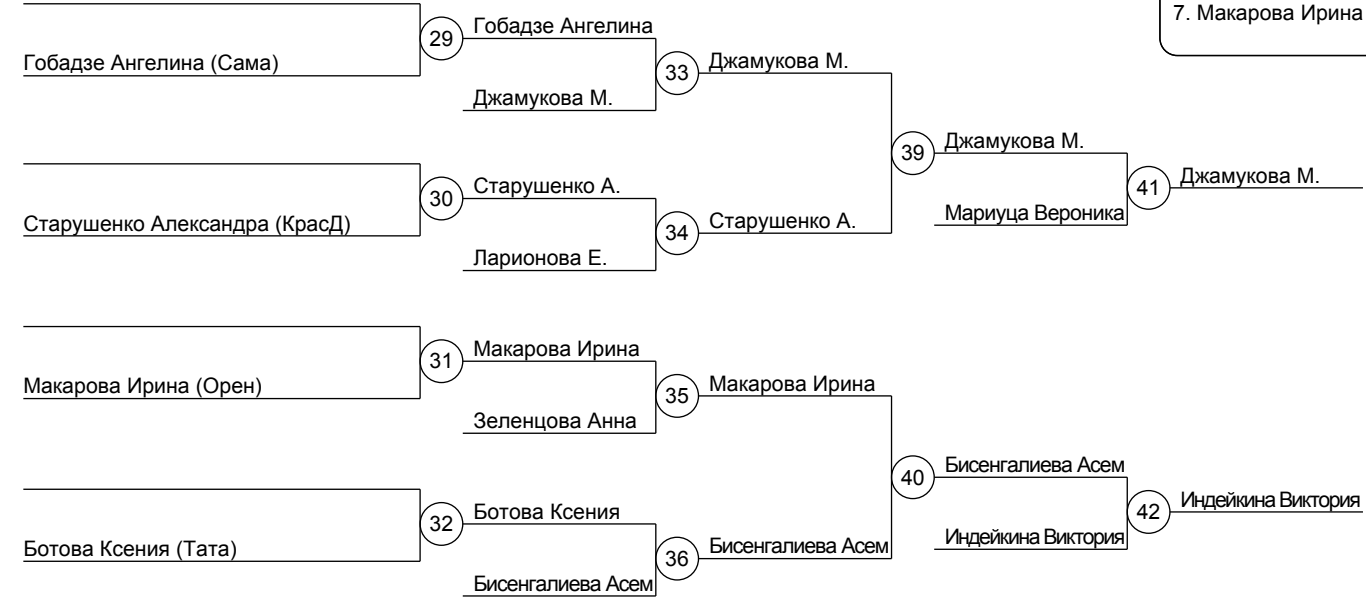 7. Макарова Ирина
Гобадзе Ангелина (Сама)
29
Гобадзе Ангелина
Джамукова М.
33
Джамукова М.
Старушенко Александра (КрасД)
30
Старушенко А.
Ларионова Е.
34
Старушенко А.
39
Джамукова М.
Мариуца Вероника
41
Джамукова М.
Макарова Ирина (Орен)
31
Макарова Ирина
Зеленцова Анна
35
Макарова Ирина
Ботова Ксения (Тата)
32
Ботова Ксения
Бисенгалиева Асем
36
Бисенгалиева Асем
40
Бисенгалиева Асем
Индейкина Виктория
42
Индейкина Виктория